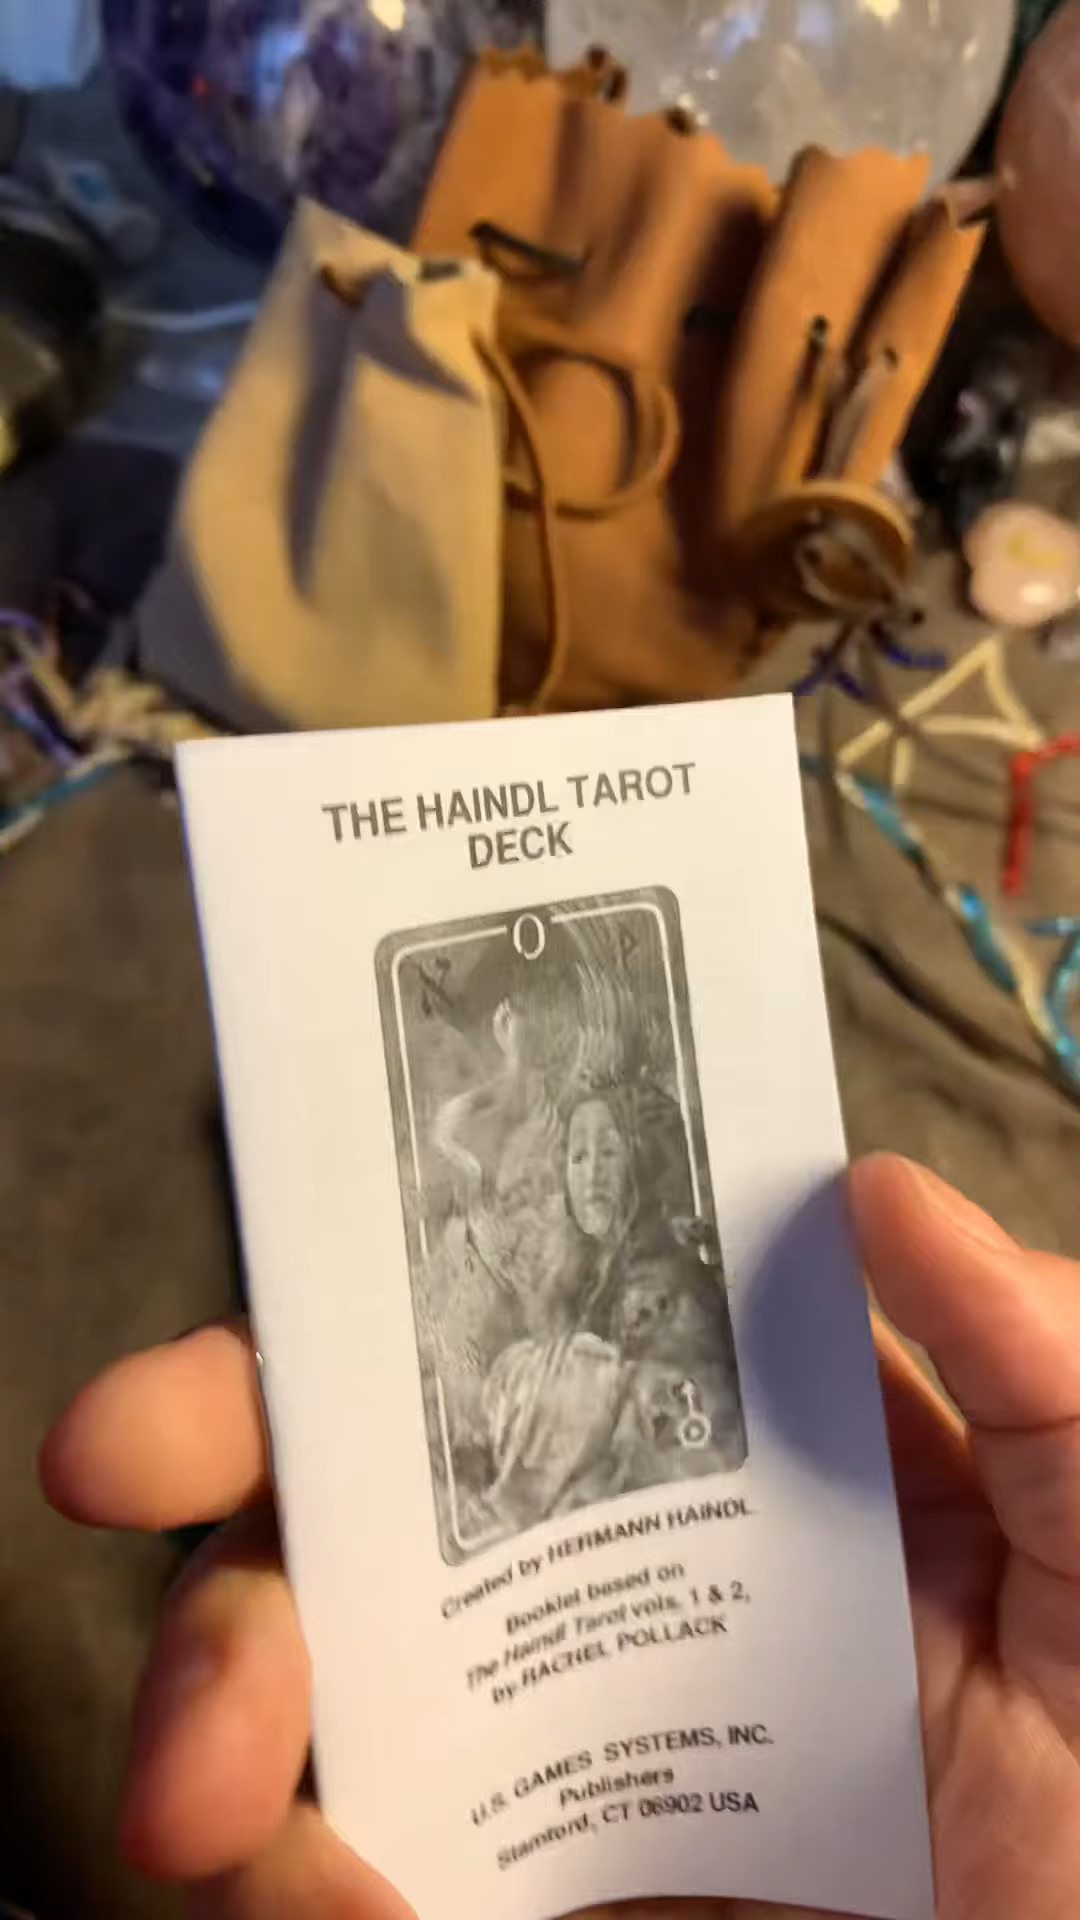 THE HAINDL TAROT
DECK
0
א
Created by HERMANN HAINDL
Booklet based on
The Haindl Tarot vols. 1 & 2,
by RACHEL POLLACK
U.S. GAMES SYSTEMS, INC.
Publishers
Stamford, CT 06902 USA